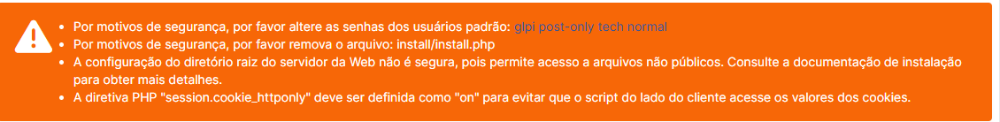 Por motivos de segurança, por favor altere as senhas dos usuários padrão: glpi post-only tech normal
Por motivos de segurança, por favor remova o arquivo: install/install.php
A configuração do diretório raiz do servidor da Web não é segura, pois permite acesso a arquivos não públicos. Consulte a documentação de instalação
para obter mais detalhes.
A diretiva PHP "session.cookie_httponly" deve ser definida como "on" para evitar que o script do lado do cliente acesse os valores dos cookies.